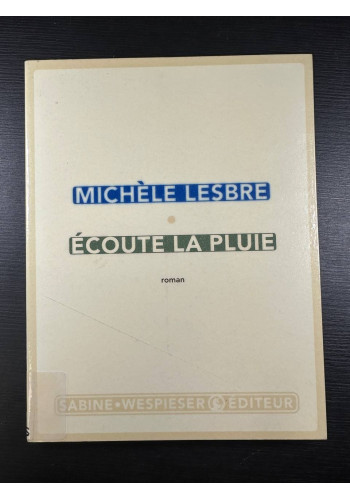 MICHÈLE LESBRE
ÉCOUTE LA PLUIE
roman
SABINE • WESPIESER ÉDITEUR
S